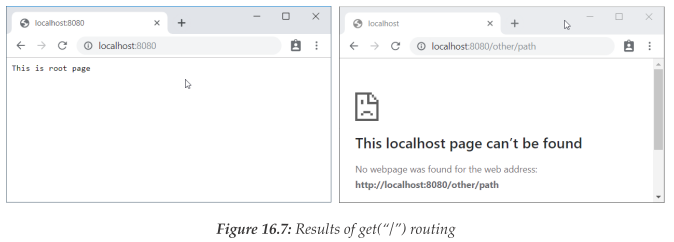 localhost:8080
localhost:8080
This is root page
localhost
localhost:8080/other/path
This localhost page can't be found
No webpage was found for the web address:
http://localhost:8080/other/path
Figure 16.7: Results of get(“/”) routing